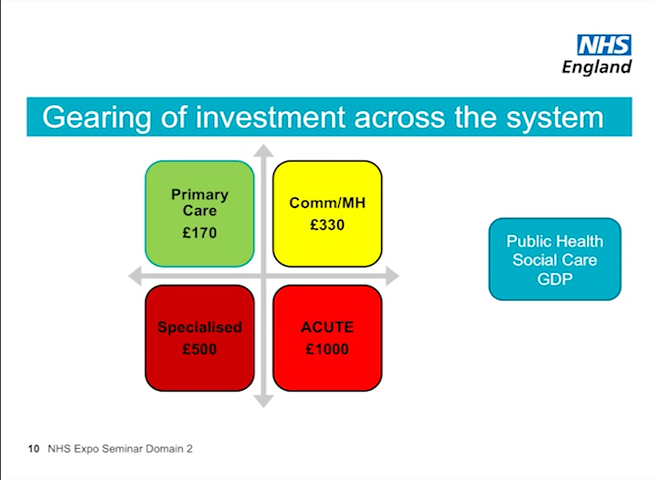 NHS
England
Gearing of investment across the system
Primary
Care
£170
Comm/MH
£330
Public Health
Social Care
GDP
Specialised
£500
ACUTE
£1000
10 NHS Expo Seminar Domain 2